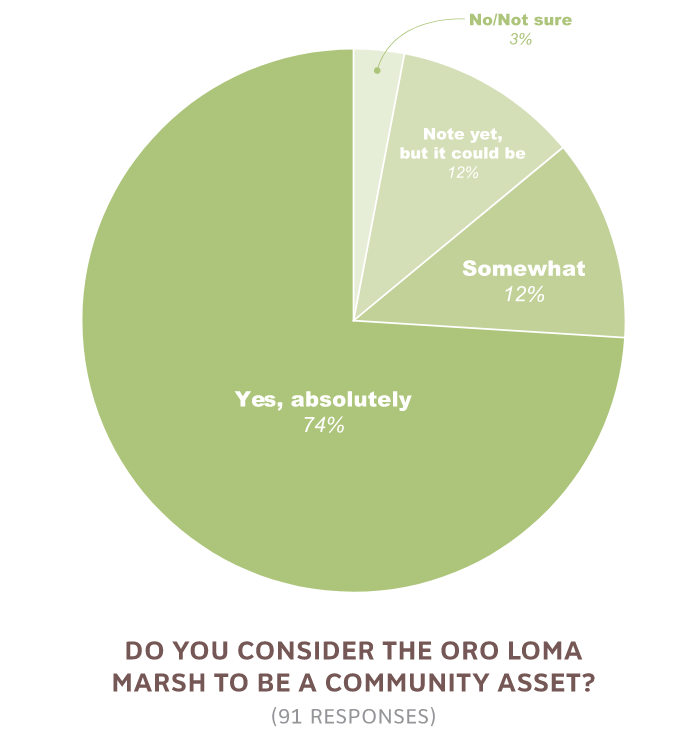 No/Not sure
3%
Note yet,
but it could be
12%
Somewhat
12%
Yes, absolutely
74%
DO YOU CONSIDER THE ORO LOMA
MARSH TO BE A COMMUNITY ASSET?
(91 RESPONSES)